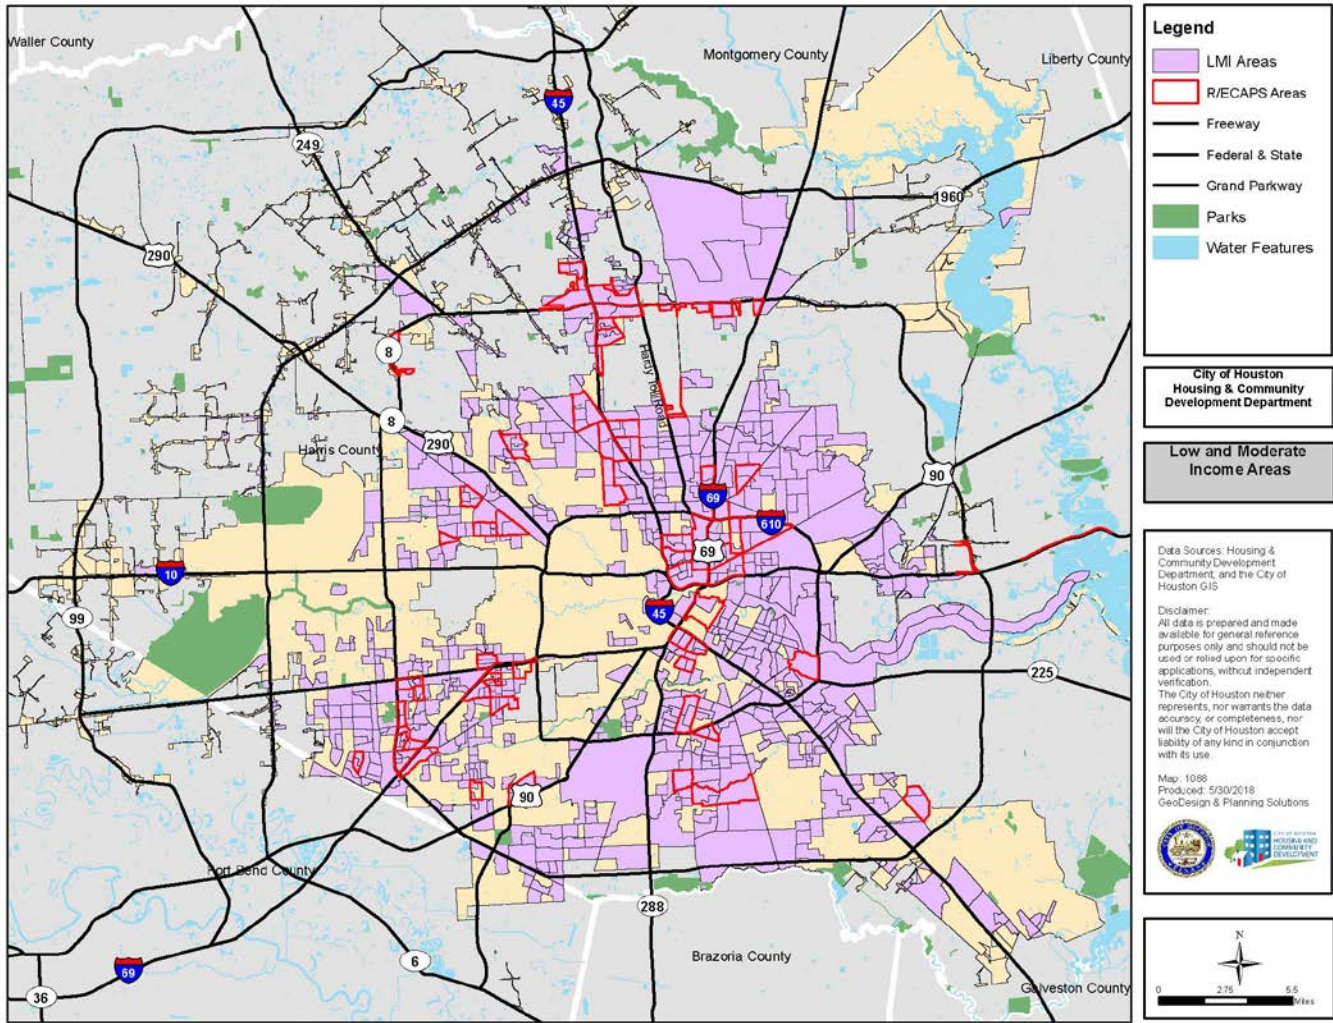 Waller County
Montgomery County
Liberty County
45
249
1960
290
8
Hardy Toll Road
8
290
Harris County
90
69
610
69
10
45
99
225
90
Fort Bend County
288
Brazoria County
6
69
36
Galveston County
Legend
LMI Areas
R/ECAPS Areas
Freeway
Federal & State
Grand Parkway
Parks
Water Features
City of Houston
Housing & Community
Development Department
Low and Moderate
Income Areas
Data Sources: Housing &
Community Development
Department, and the City of
Houston GIS
Disclaimer:
All data is prepared and made
available for general reference
purposes only and should not be
used or relied upon for specific
applications, without independent
verification.
The City of Houston neither
represents, nor warrants the data
accuracy, or completeness, nor
will the City of Houston accept
liability of any kind in conjunction
with its use.
Map: 1088
Produced: 5/30/2018
GeoDesign & Planning Solutions
CITY OF HOUSTON
HOUSING AND
COMMUNITY
DEVELOPMENT
N
0 2.75 5.5
Miles